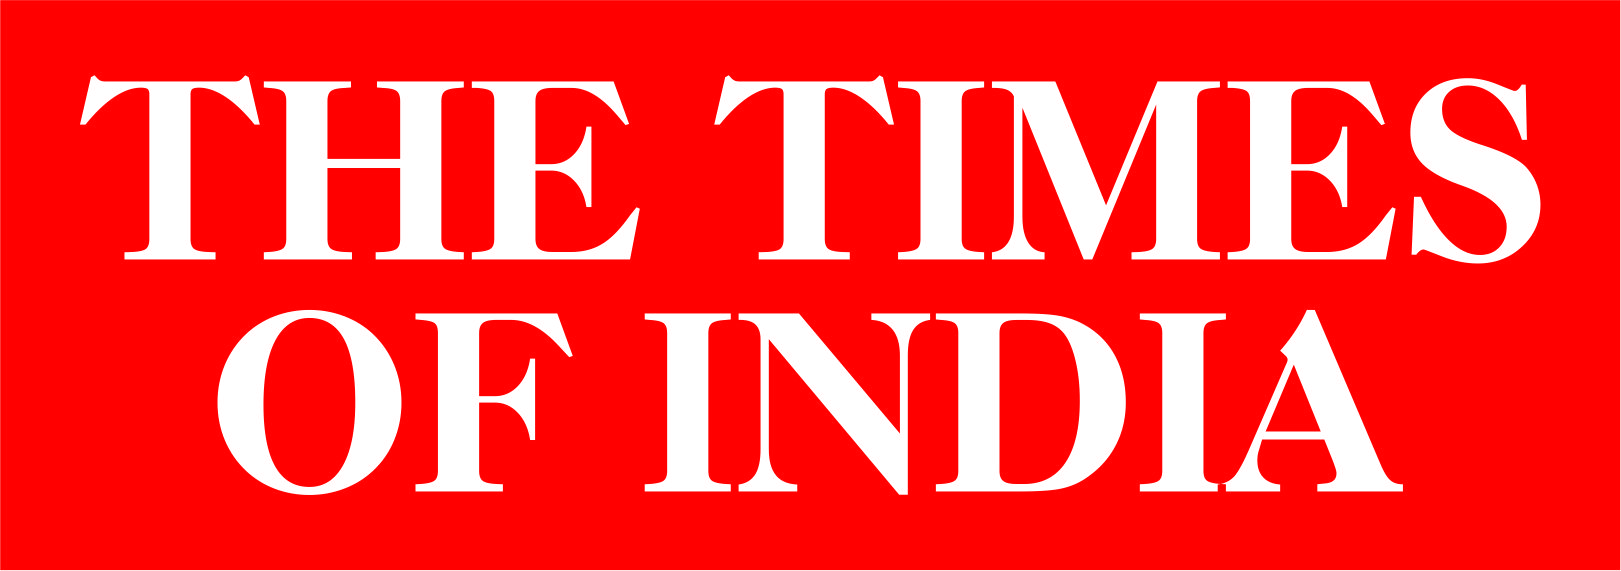 THE TIMES
OF INDIA